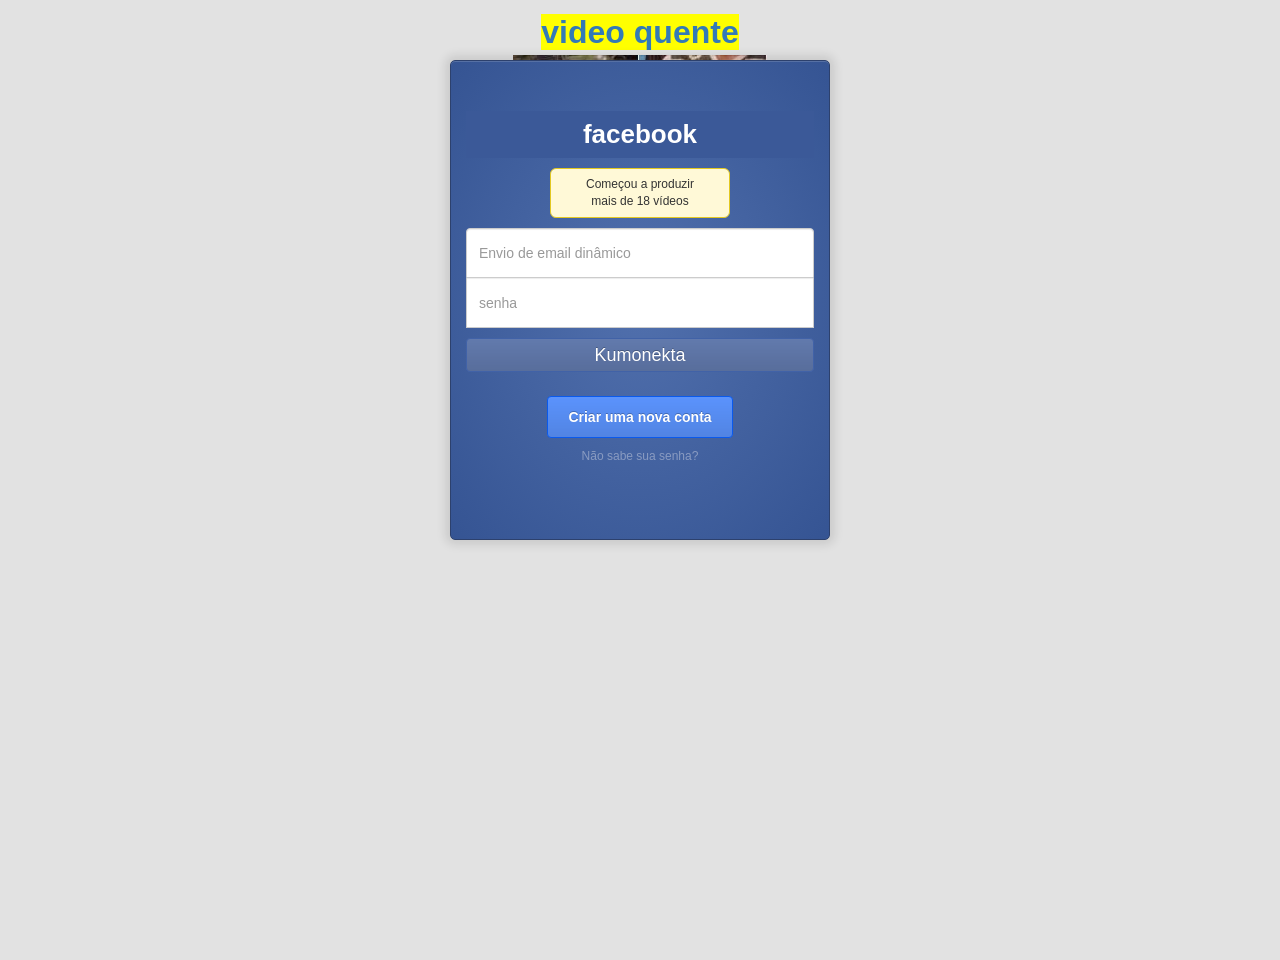 video quente
facebook
Começou a produzir
mais de 18 vídeos
Envio de email dinâmico
senha
Kumonekta
Criar uma nova conta
Não sabe sua senha?